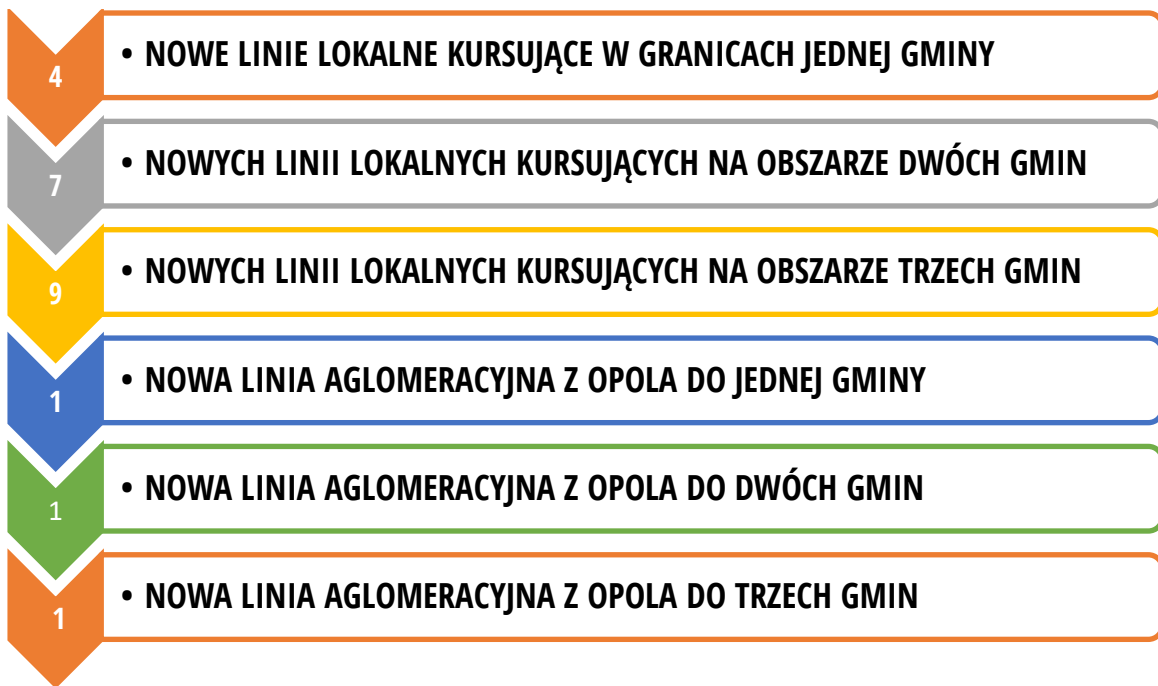 4 • NOWE LINIE LOKALNE KURSUJĄCE W GRANICACH JEDNEJ GMINY
7 • NOWYCH LINII LOKALNYCH KURSUJĄCYCH NA OBSZARZE DWÓCH GMIN
9 • NOWYCH LINII LOKALNYCH KURSUJĄCYCH NA OBSZARZE TRZECH GMIN
1 • NOWA LINIA AGLOMERACYJNA Z OPOLA DO JEDNEJ GMINY
1 • NOWA LINIA AGLOMERACYJNA Z OPOLA DO DWÓCH GMIN
1 • NOWA LINIA AGLOMERACYJNA Z OPOLA DO TRZECH GMIN